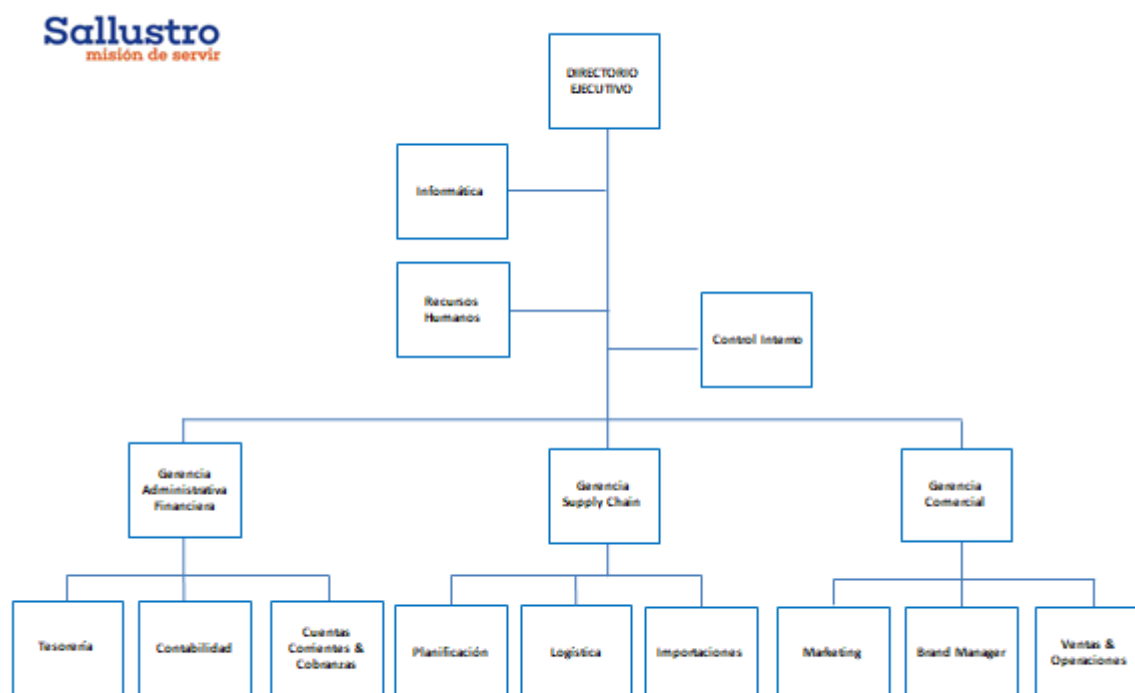 Sallustro
misión de servir
DIRECTORIO
EJECUTIVO
Informática
Recursos
Humanos
Control Interno
Gerencia
Administrativa
Financiera
Gerencia
Supply Chain
Gerencia
Comercial
Tesorería
Contabilidad
Cuentas
Corrientes &
Cobranzas
Planificación
Logística
Importaciones
Marketing
Brand Manager
Ventas &
Operaciones